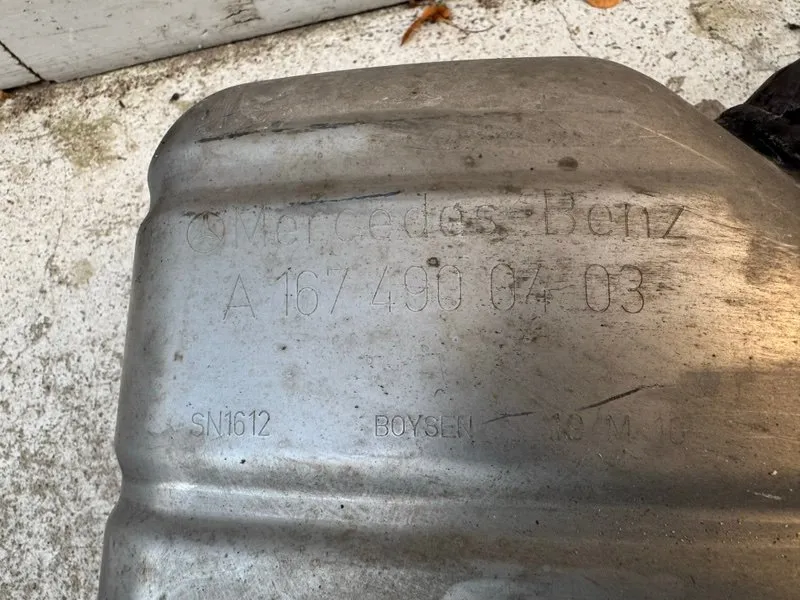 Mercedes-Benz
A 167 490 04 03
SN1612 BOYSEN